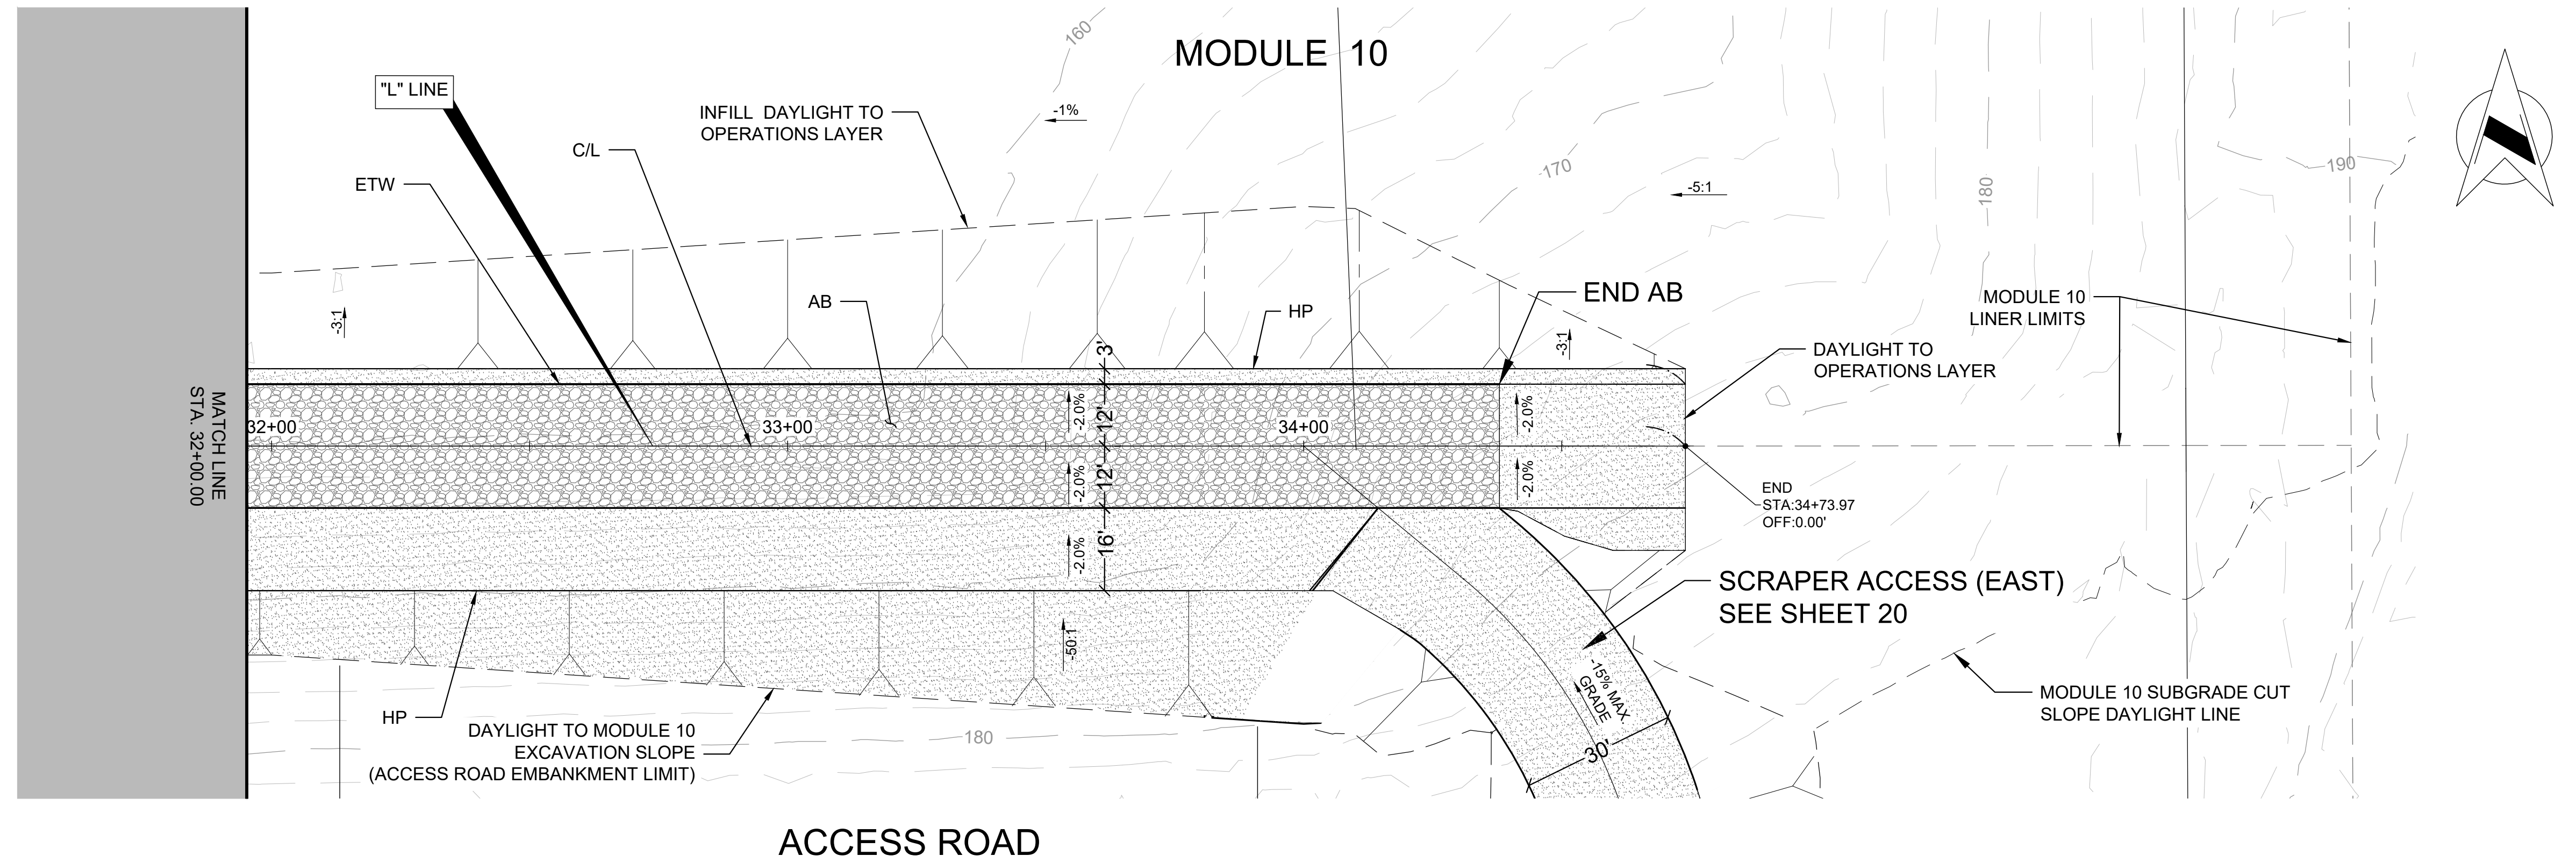 160
MODULE 10
"L" LINE
INFILL DAYLIGHT TO
OPERATIONS LAYER
-1%
C/L
ETW
170
-5:1
180
190
AB
-3:1
HP
END AB
-3:1
MODULE 10
LINER LIMITS
3'
DAYLIGHT TO
OPERATIONS LAYER
MATCH LINE
STA. 32+00.00
32+00
33+00
34+00
-2.0%
12'
-2.0%
-2.0%
12'
-2.0%
END
STA:34+73.97
OFF:0.00'
-2.0%
16'
SCRAPER ACCESS (EAST)
SEE SHEET 20
-50:1
-15% MAX.
GRADE
30'
MODULE 10 SUBGRADE CUT
SLOPE DAYLIGHT LINE
HP
DAYLIGHT TO MODULE 10
EXCAVATION SLOPE
(ACCESS ROAD EMBANKMENT LIMIT)
180
ACCESS ROAD